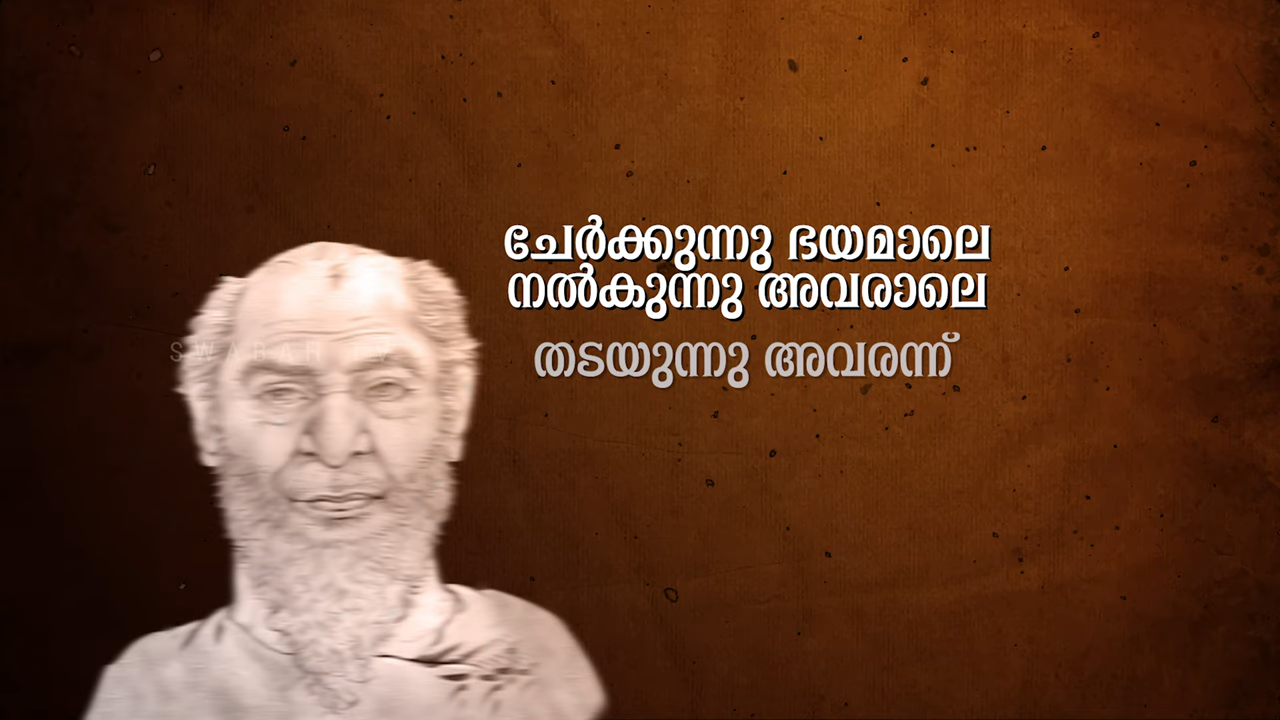 ചേർക്കുന്നു ഭയമാലെ
നൽകുന്നു അവരാലെ
തടയുന്നു അവരന്ന്